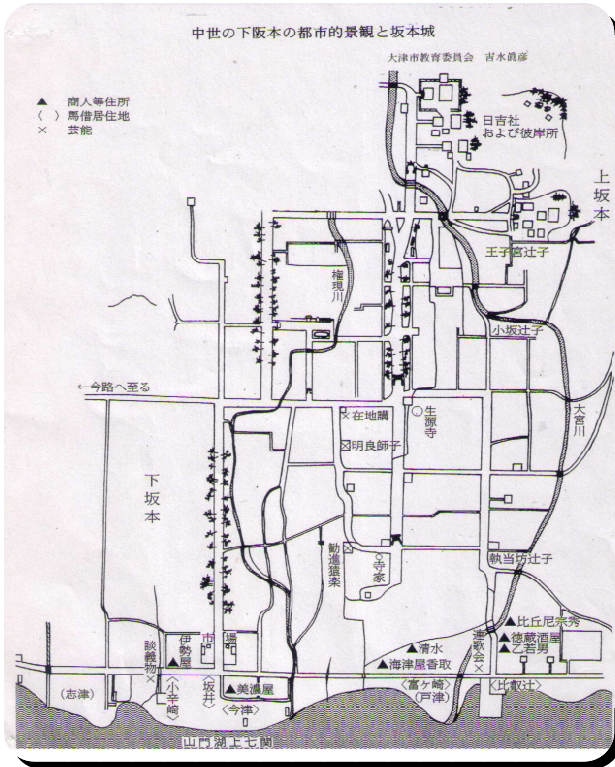 中世の下阪本の都市的景観と坂本城
大津市教育委員会 吉水眞彦
▲ 商人等住所
〈 〉馬借居住地
× 芸能
日吉社
および彼岸所
上坂本
王子宮辻子
権現川
小坂辻子
←今路へ至る
大宮川
×在地講
生源寺
明良師子
下坂本
勧進猿楽
寺家
執当坊辻子
▲比丘尼宗秀
▲徳蔵酒屋
▲乙若男
連歌会×
▲清水
▲海津屋香取
市場
伊勢屋
談義物×
▲美濃屋
(志津)
〈小辛崎〉
〈坂井〉
〈今津〉
〈富ヶ崎〉
〈戸津〉
〈比叡辻〉
山門湖上七関